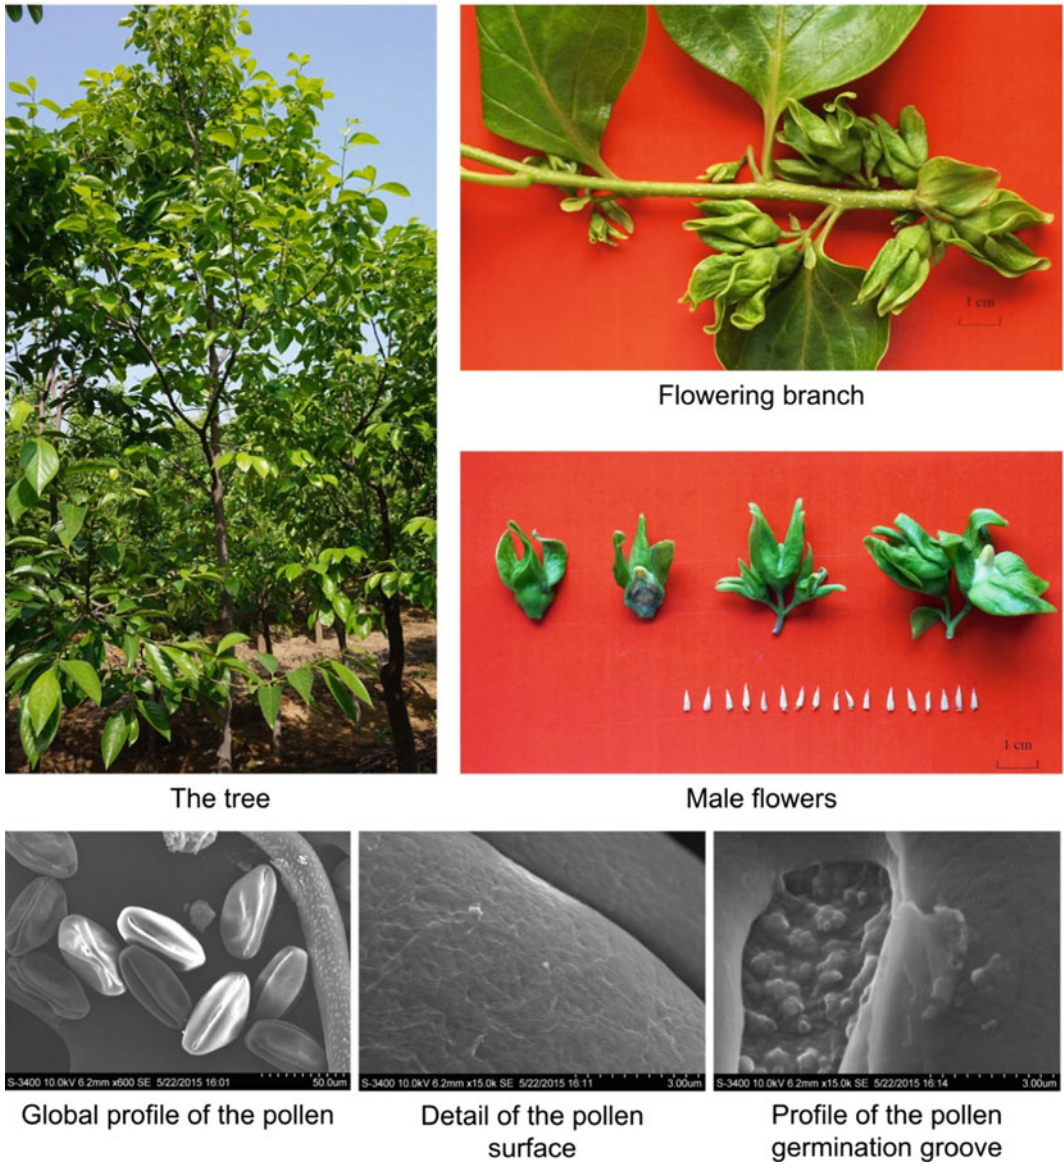 1 cm
Flowering branch
1 cm
The tree
Male flowers
S-3400 10.0kV 6.2mm x600 SE 5/22/2015 16:01
50.0um
S-3400 10.0kV 6.2mm x15.0k SE 5/22/2015 16:11
3.00um
S-3400 10.0kV 6.2mm x15.0k SE 5/22/2015 16:14
3.00um
Global profile of the pollen
Detail of the pollen
surface
Profile of the pollen
germination groove